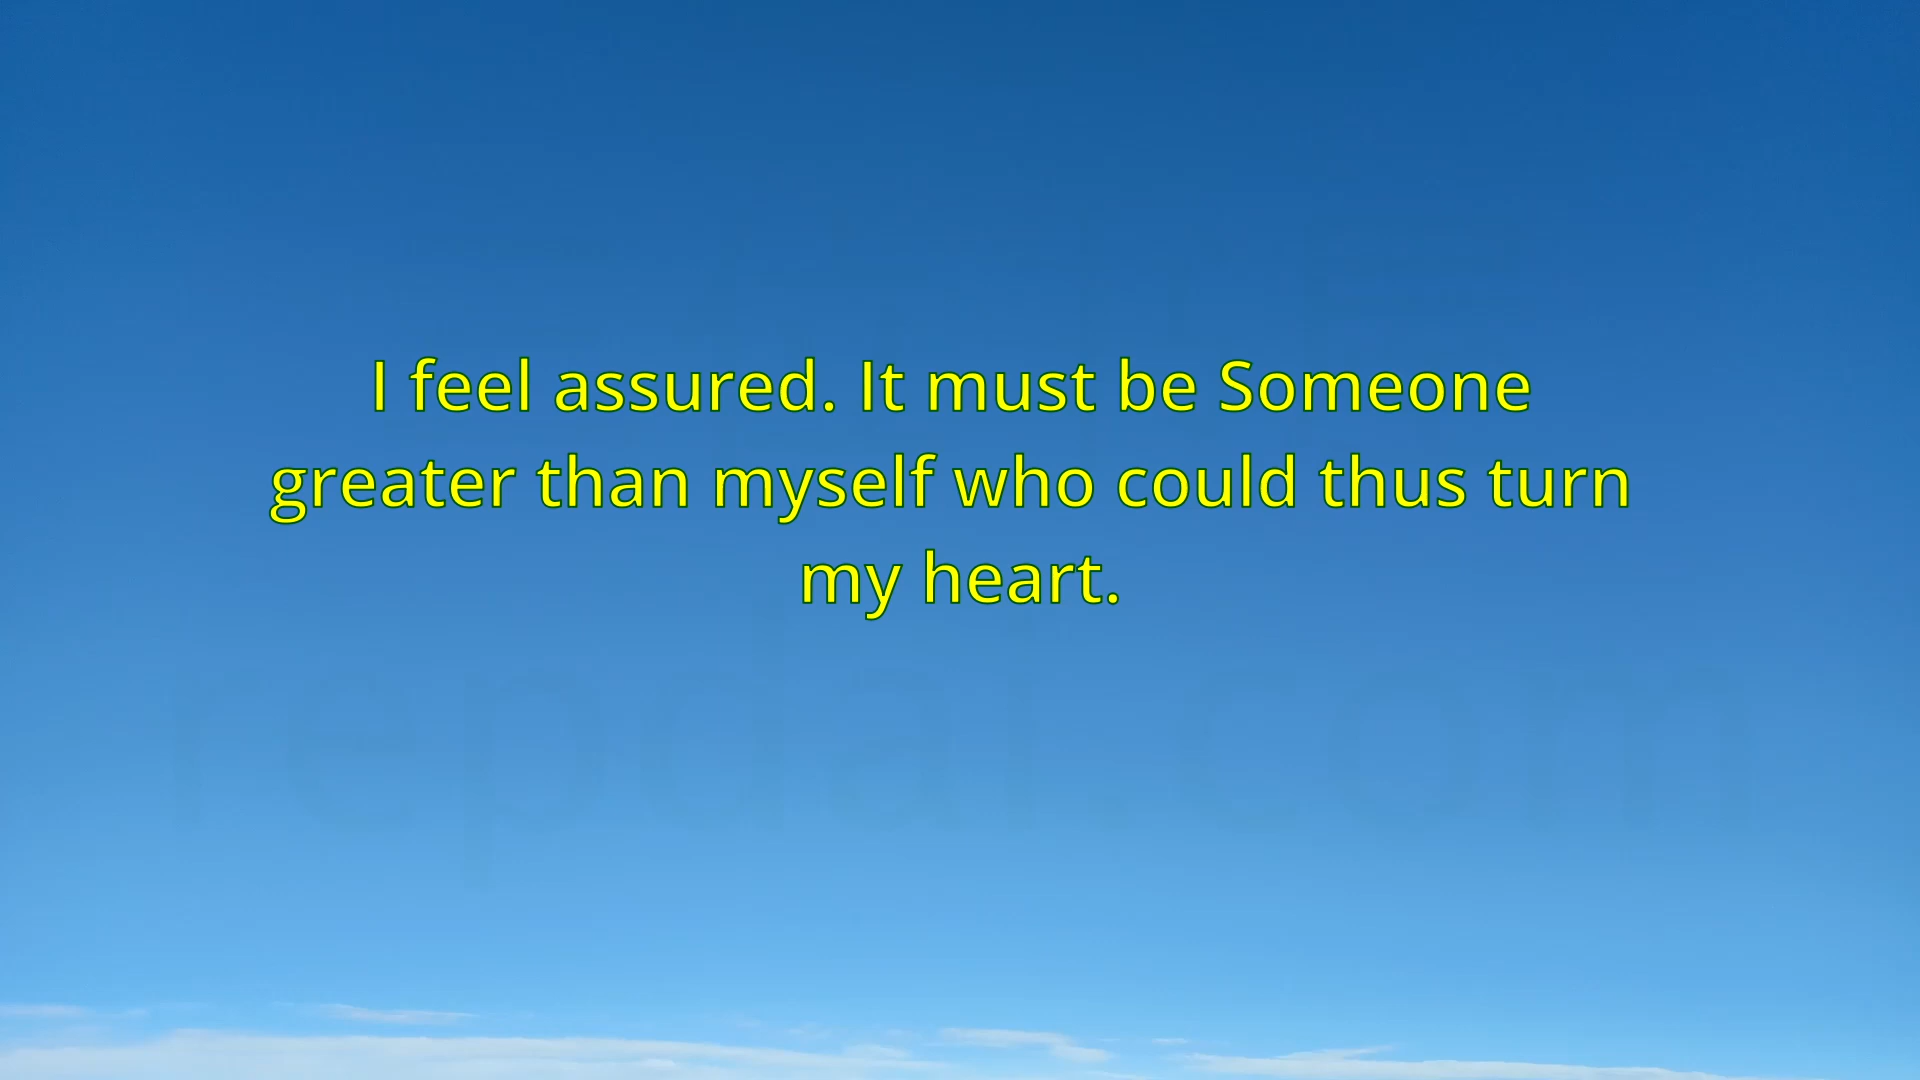 I feel assured. It must be Someone
greater than myself who could thus turn
my heart.